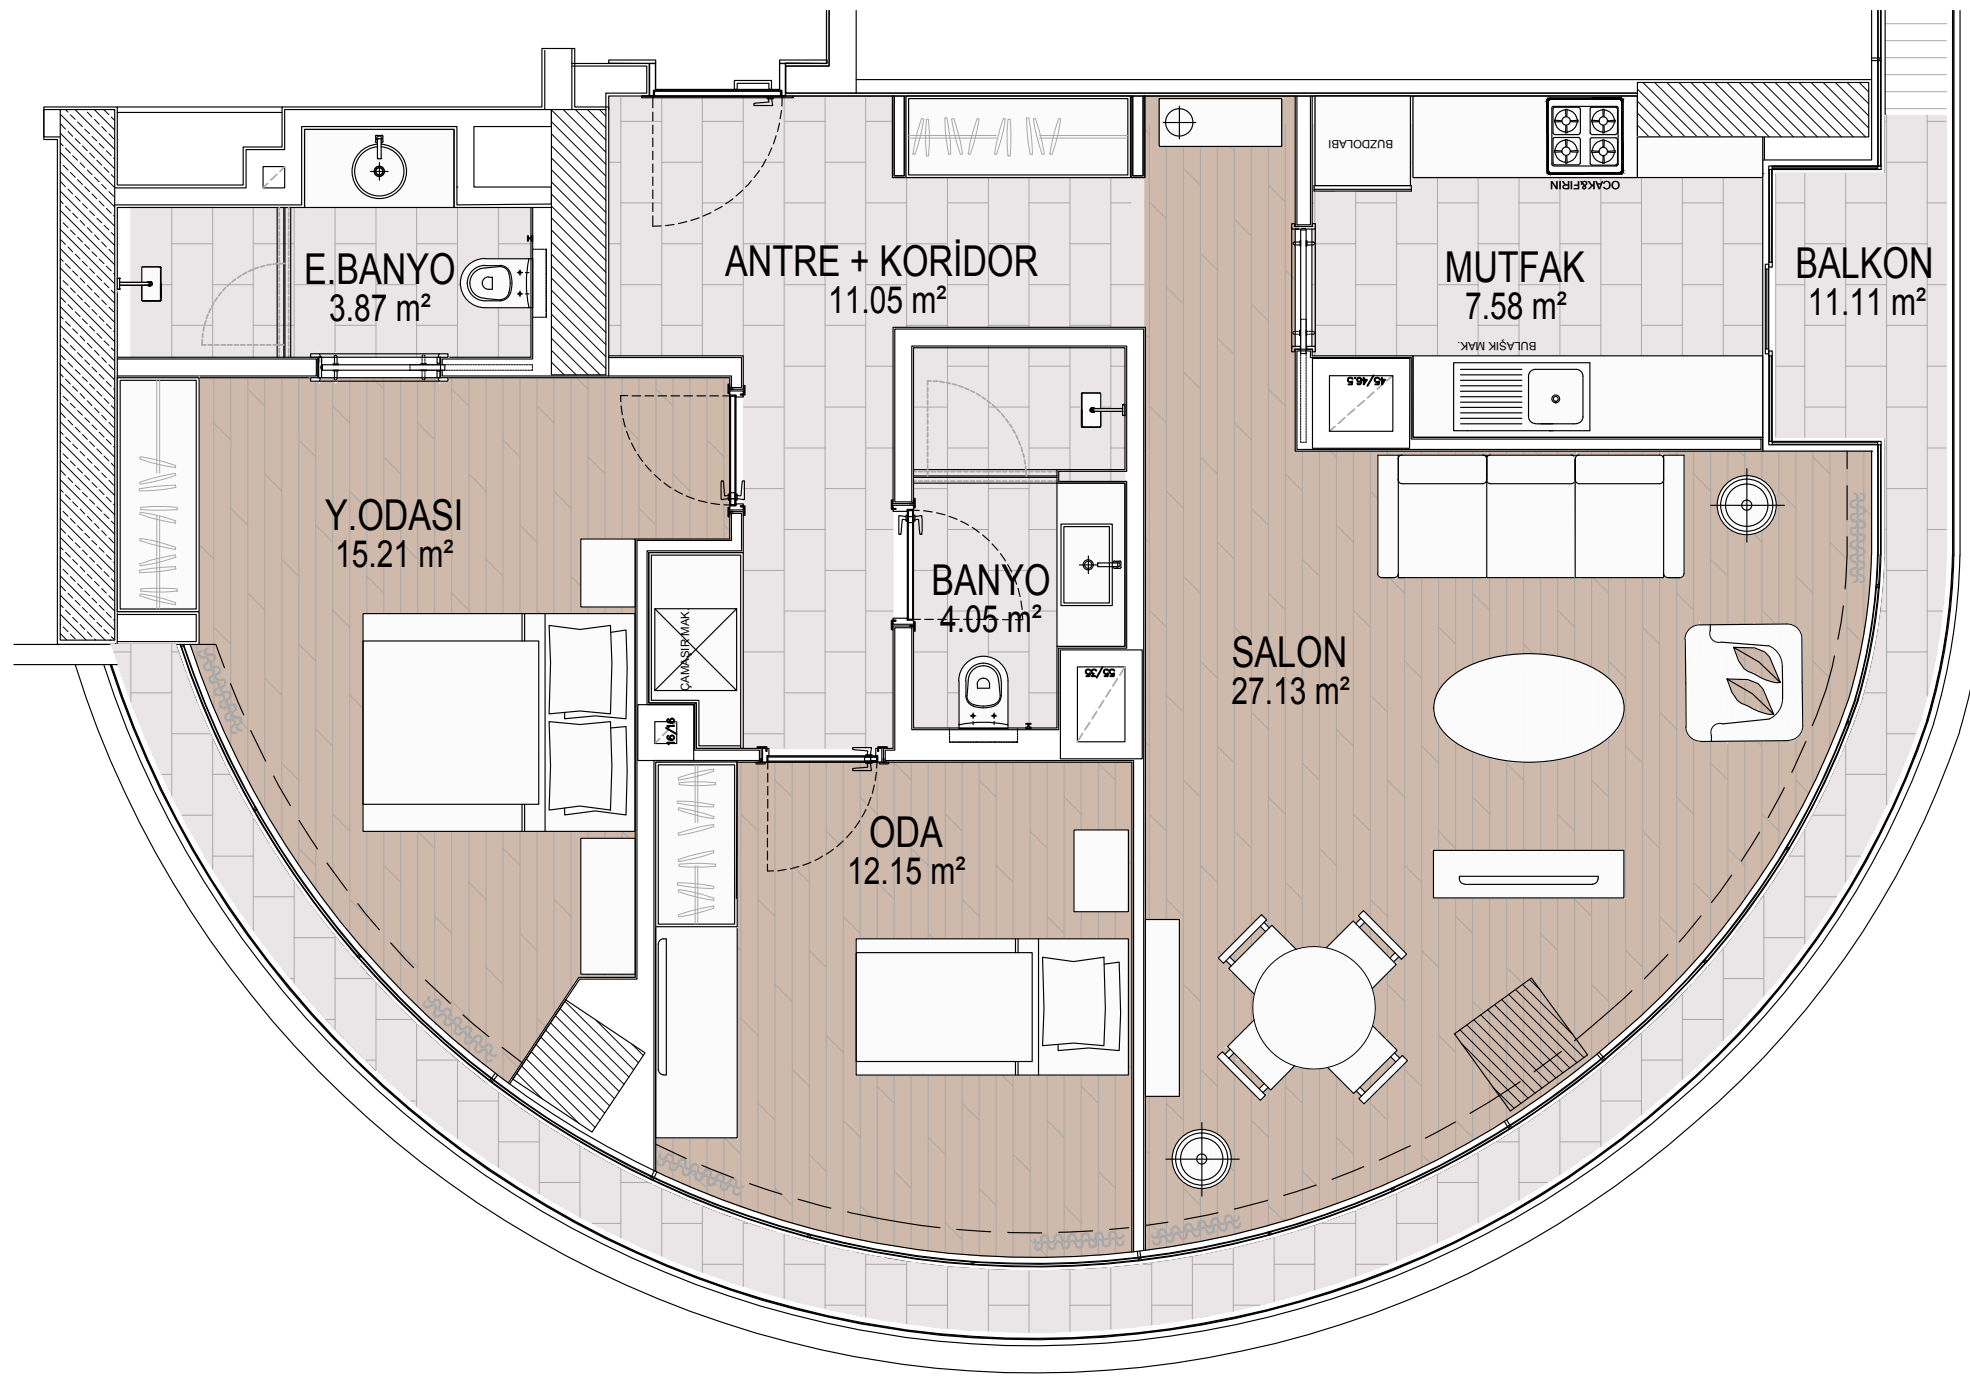 BUZDOLABI
OCAK&FIRIN
E.BANYO
3.87 m²
ANTRE + KORİDOR
11.05 m²
MUTFAK
7.58 m²
BALKON
11.11 m²
BULAŞIK MAK.
45/46.5
Y.ODASI
15.21 m²
BANYO
4.05 m²
ÇAMAŞIR MAK.
SALON
27.13 m²
55/35
16/16
ODA
12.15 m²